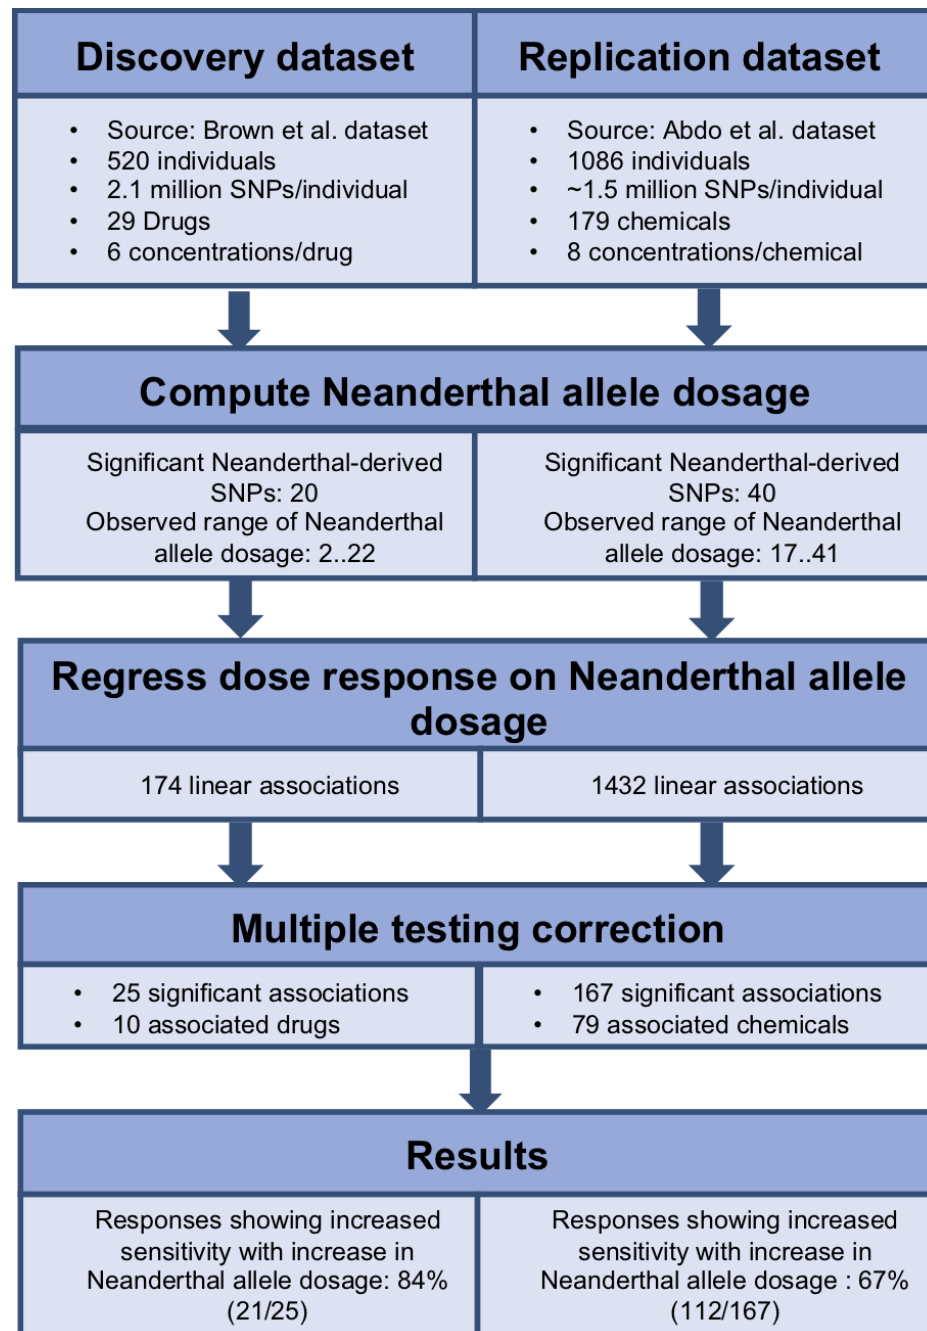 Discovery dataset
• Source: Brown et al. dataset
• 520 individuals
• 2.1 million SNPs/individual
• 29 Drugs
• 6 concentrations/drug
Replication dataset
• Source: Abdo et al. dataset
• 1086 individuals
• ~1.5 million SNPs/individual
• 179 chemicals
• 8 concentrations/chemical
Compute Neanderthal allele dosage
Significant Neanderthal-derived
SNPs: 20
Observed range of Neanderthal
allele dosage: 2..22
Significant Neanderthal-derived
SNPs: 40
Observed range of Neanderthal
allele dosage: 17..41
Regress dose response on Neanderthal allele
dosage
174 linear associations
1432 linear associations
Multiple testing correction
• 25 significant associations
• 10 associated drugs
• 167 significant associations
• 79 associated chemicals
Results
Responses showing increased
sensitivity with increase in
Neanderthal allele dosage: 84%
(21/25)
Responses showing increased
sensitivity with increase in
Neanderthal allele dosage : 67%
(112/167)